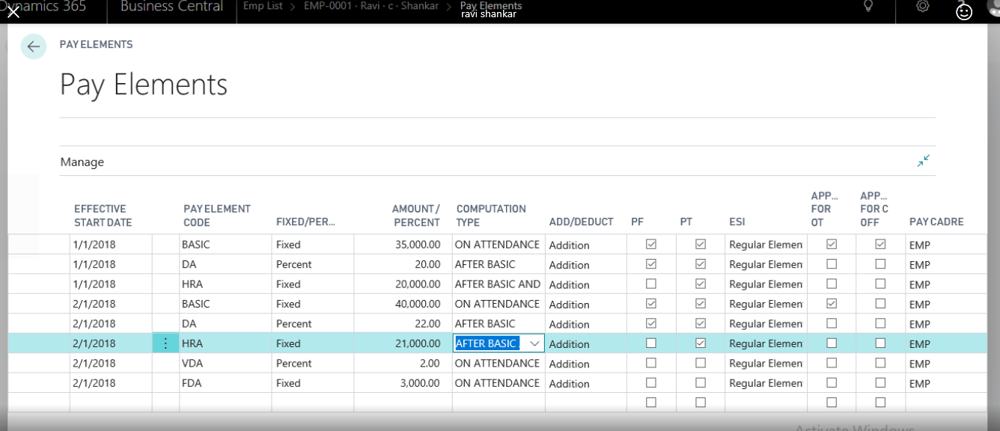 Dynamics 365 Business Central Emp List > EMP-0001 · Ravi · c · Shankar > Pay Elements
ravi shankar
PAY ELEMENTS
Pay Elements
Manage
EFFECTIVE START DATE PAY ELEMENT CODE FIXED/PER... AMOUNT / PERCENT COMPUTATION TYPE ADD/DEDUCT PF PT ESI APP... FOR OT APP... FOR C OFF PAY CADRE
1/1/2018 BASIC Fixed 35,000.00 ON ATTENDANCE Addition Regular Elemen EMP
1/1/2018 DA Percent 20.00 AFTER BASIC Addition Regular Elemen EMP
1/1/2018 HRA Fixed 20,000.00 AFTER BASIC AND Addition Regular Elemen EMP
2/1/2018 BASIC Fixed 40,000.00 ON ATTENDANCE Addition Regular Elemen EMP
2/1/2018 DA Percent 22.00 AFTER BASIC Addition Regular Elemen EMP
2/1/2018 HRA Fixed 21,000.00 AFTER BASIC Addition Regular Elemen EMP
2/1/2018 VDA Percent 2.00 ON ATTENDANCE Addition Regular Elemen EMP
2/1/2018 FDA Fixed 3,000.00 ON ATTENDANCE Addition Regular Elemen EMP
Activate Windows